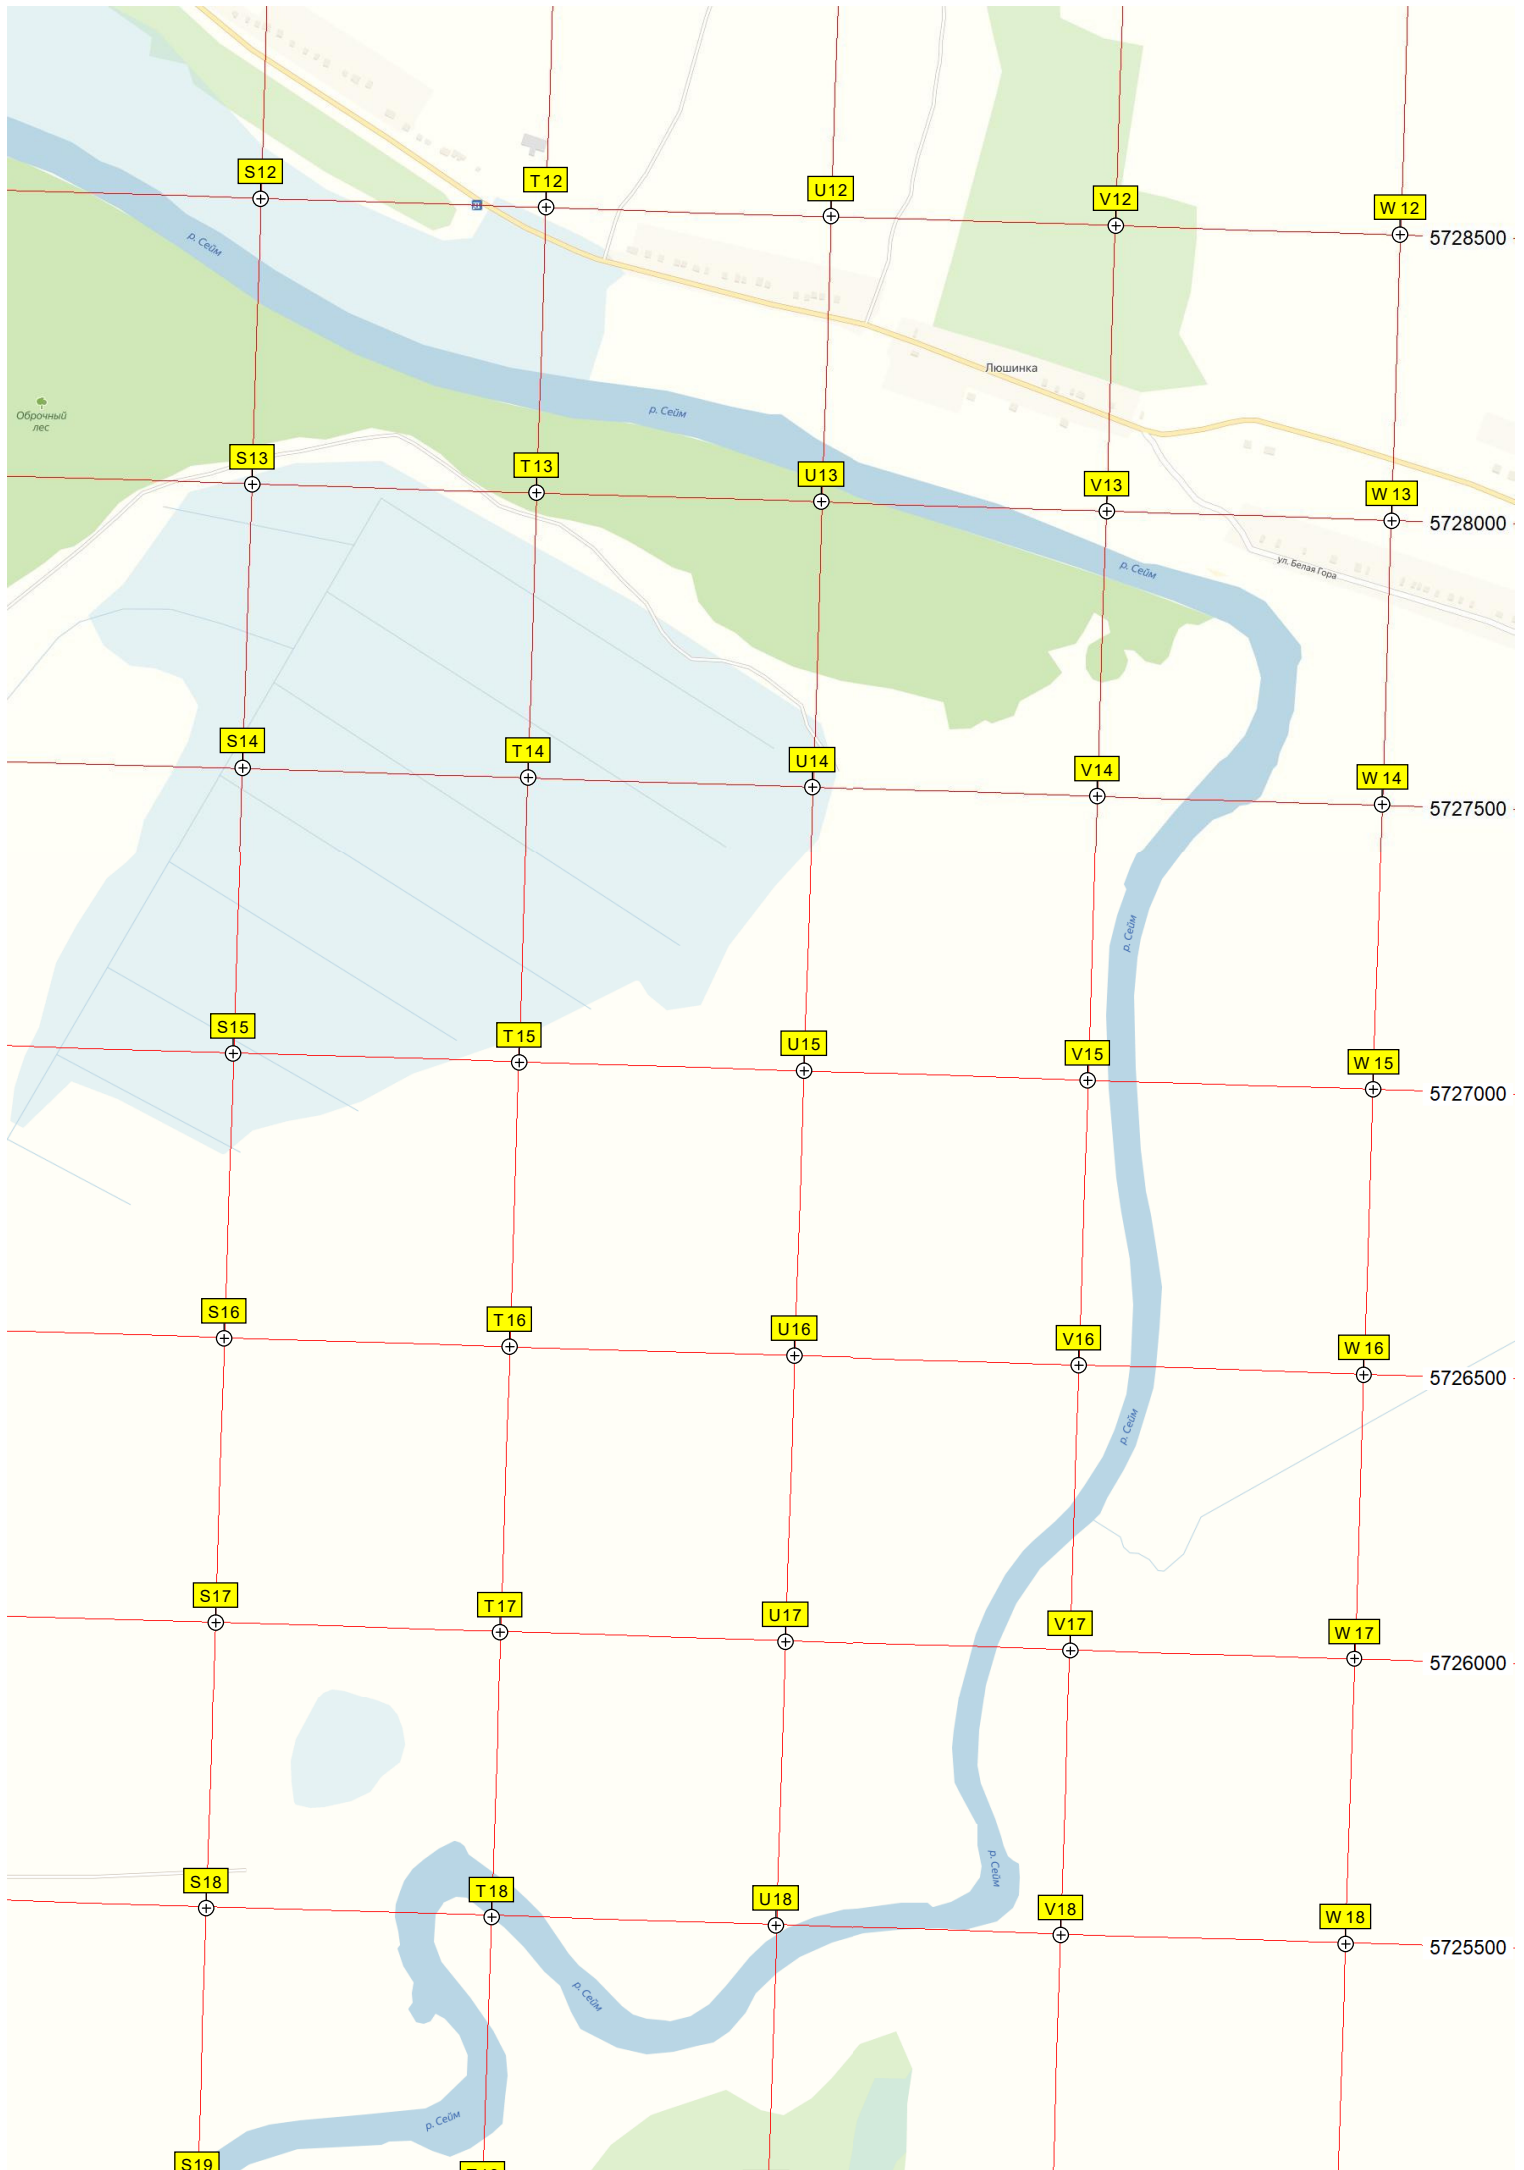 S12
T12
U12
V12
W 12
5728500
р. Сейм
Люшинка
р. Сейм
Оброчный
лес
S13
T13
U13
V13
W 13
5728000
р. Сейм
ул. Белая Гора
S14
T14
U14
V14
W 14
5727500
р. Сейм
S15
T15
U15
V15
W 15
5727000
S16
T16
U16
V16
W 16
5726500
р. Сейм
S17
T17
U17
V17
W 17
5726000
р. Сейм
S18
T18
U18
V18
W 18
5725500
р. Сейм
р. Сейм
S19